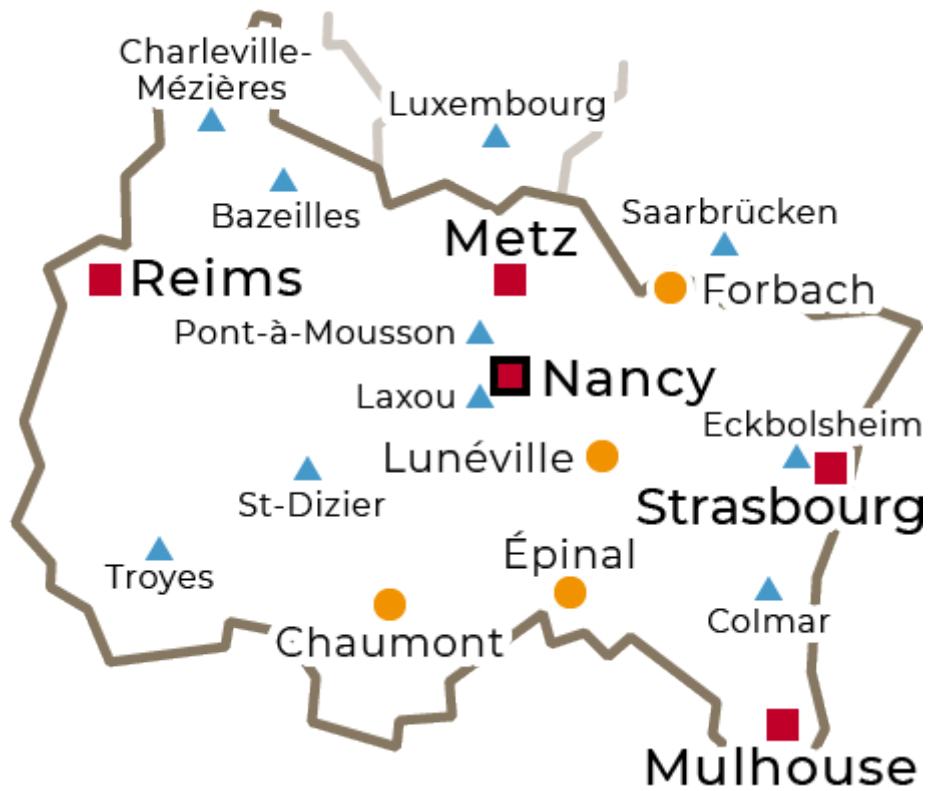 Charleville-
Mézières
Luxembourg
Bazeilles
Saarbrücken
Metz
Reims
Forbach
Pont-à-Mousson
Nancy
Laxou
Eckbolsheim
Lunéville
St-Dizier
Strasbourg
Épinal
Troyes
Colmar
Chaumont
Mulhouse